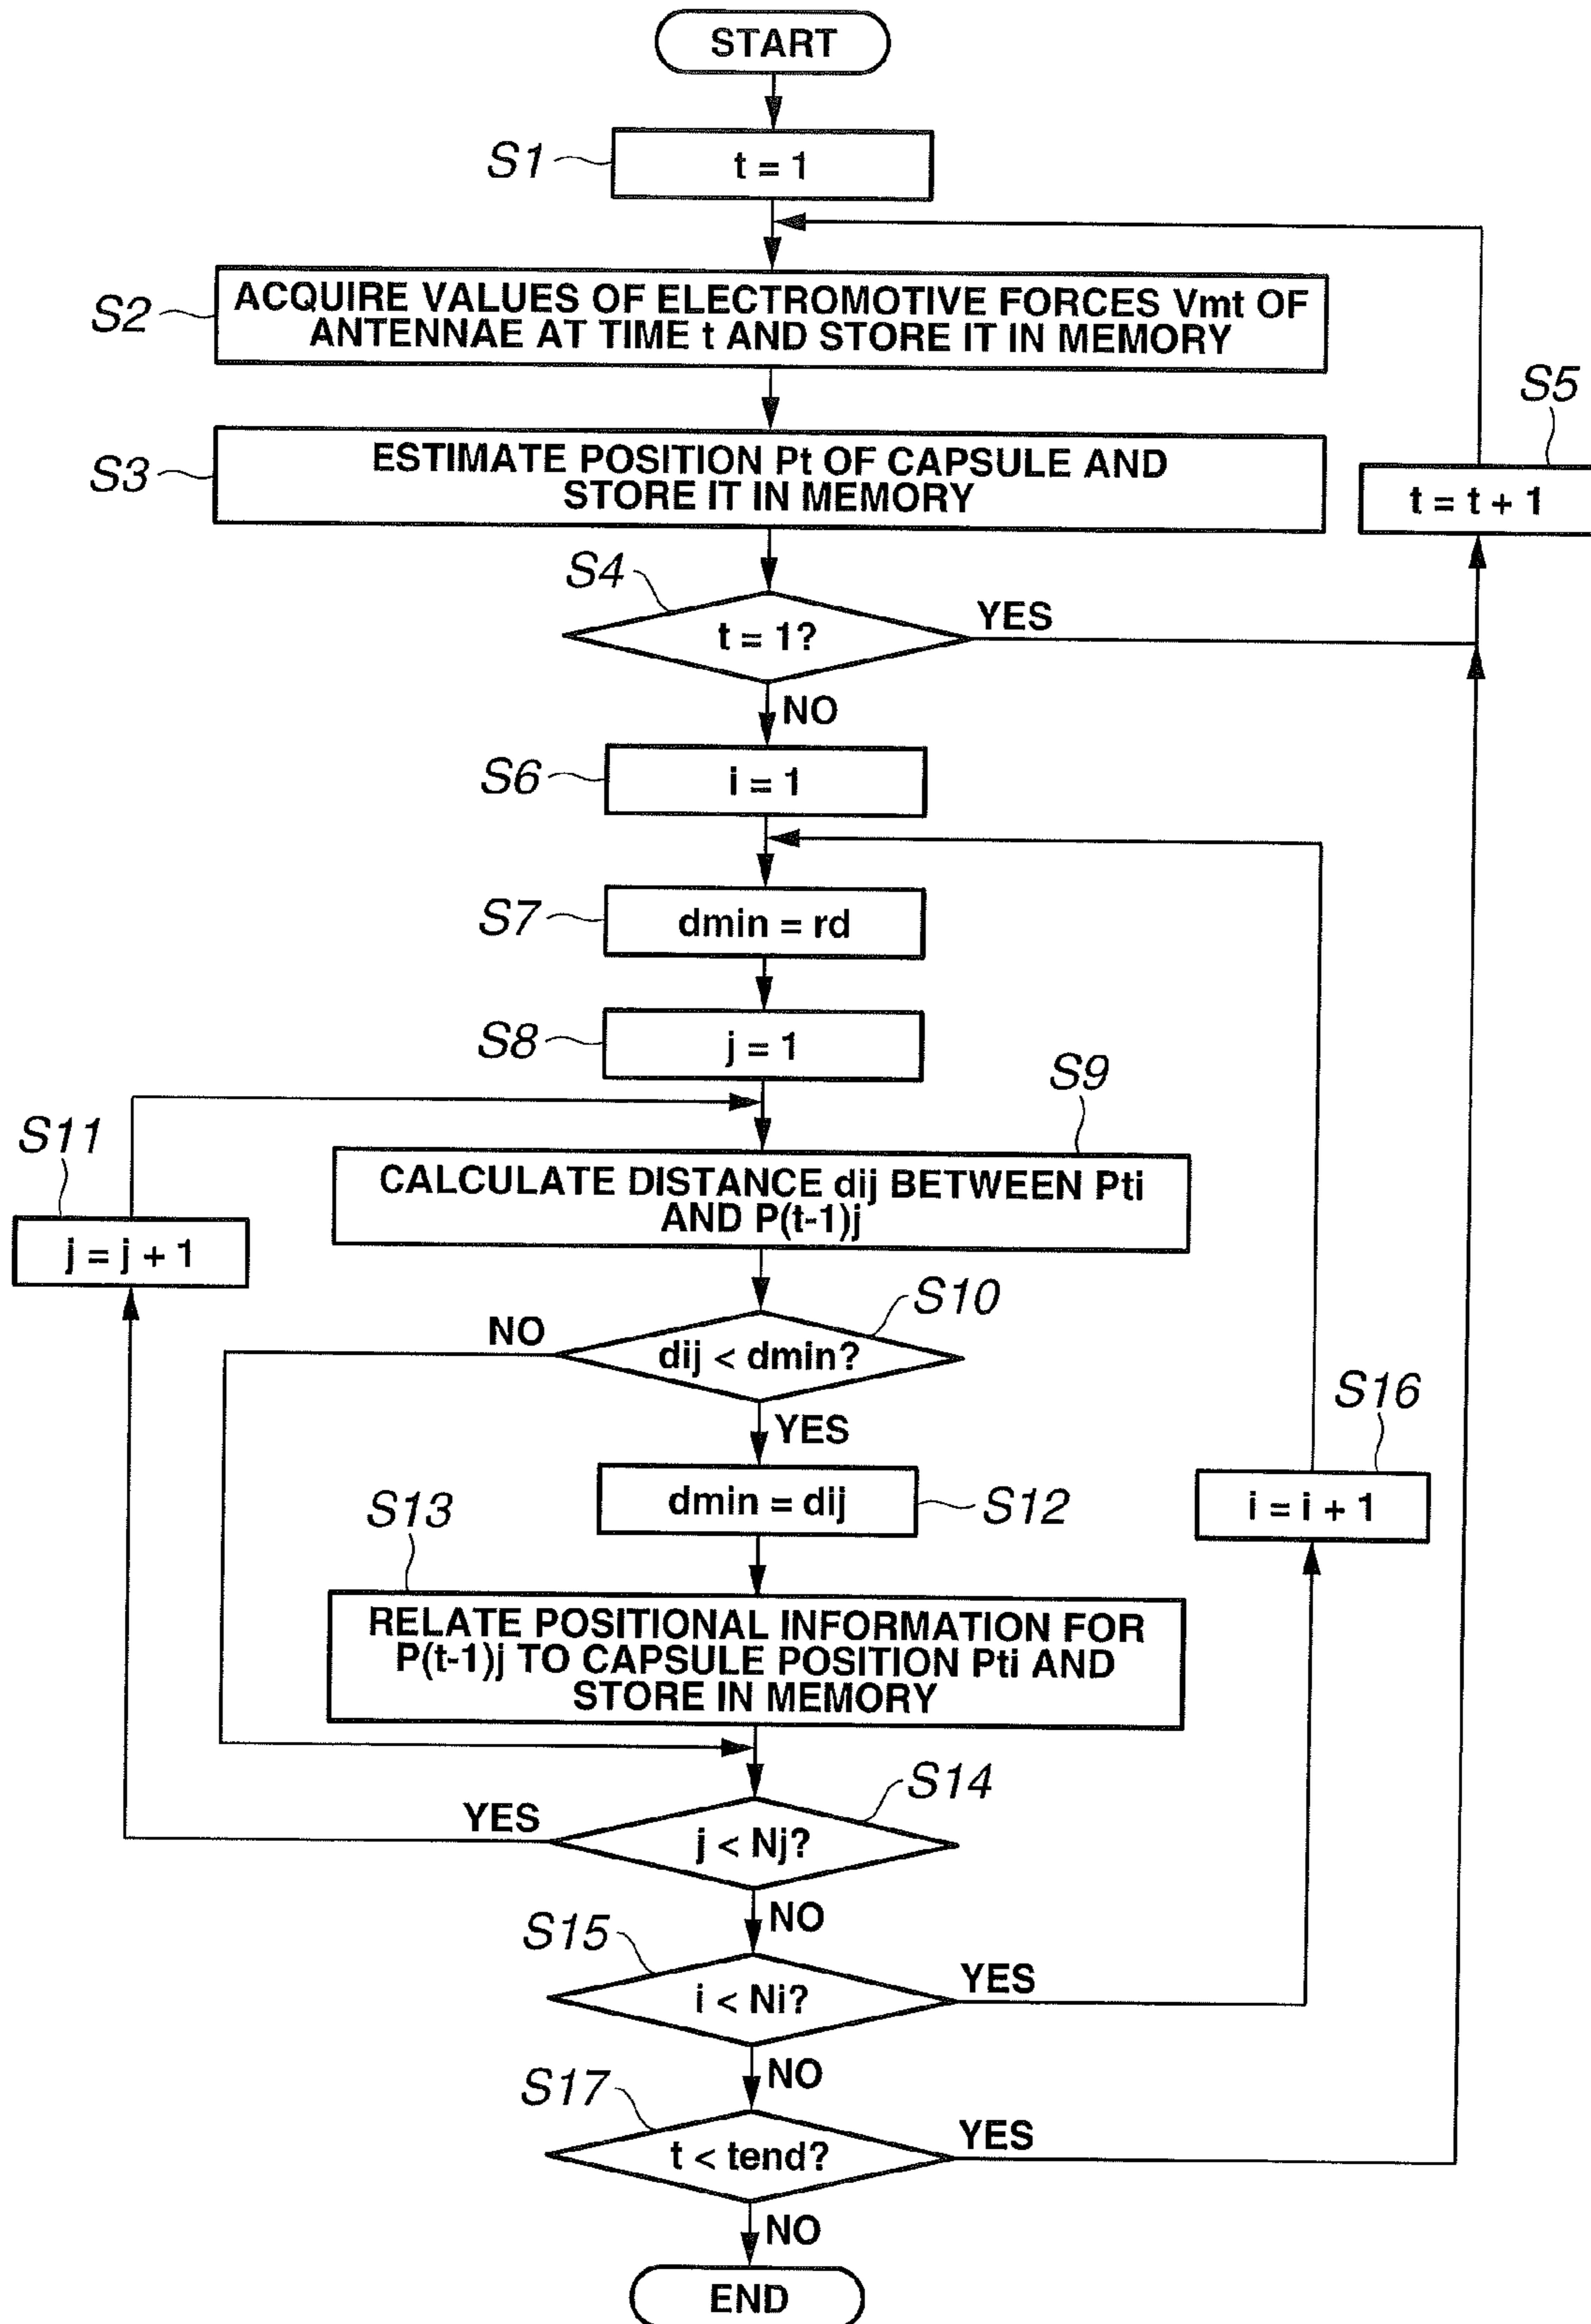 START
S1
t = 1
S2
ACQUIRE VALUES OF ELECTROMOTIVE FORCES Vmt OF
ANTENNAE AT TIME t AND STORE IT IN MEMORY
S5
t = t + 1
S3
ESTIMATE POSITION Pt OF CAPSULE AND
STORE IT IN MEMORY
S4
t = 1?
YES
NO
S6
i = 1
S7
dmin = rd
S8
j = 1
S9
CALCULATE DISTANCE dij BETWEEN Pti
AND P(t-1)j
S11
j = j + 1
S10
dij < dmin?
NO
YES
S12
dmin = dij
S16
i = i + 1
S13
RELATE POSITIONAL INFORMATION FOR
P(t-1)j TO CAPSULE POSITION Pti AND
STORE IN MEMORY
S14
j < Nj?
YES
NO
S15
i < Ni?
YES
NO
S17
t < tend?
YES
NO
END